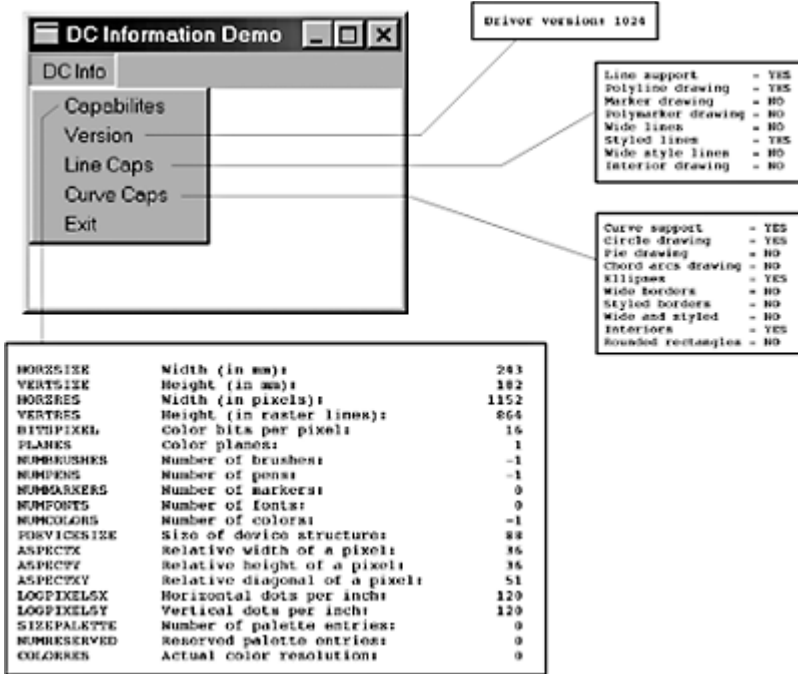 DC Information Demo
DC Info
Capabilites
Version
Line Caps
Curve Caps
Exit
Driver version: 1024
Line support - YES
Polyline drawing - YES
Marker drawing - NO
Polymarker drawing - NO
Wide lines - NO
Styled lines - YES
Wide style lines - NO
Interior drawing - NO
Curve support - YES
Circle drawing - YES
Pie drawing - NO
Chord arcs drawing - NO
Ellipses - YES
Wide borders - NO
Styled borders - NO
Wide and styled - NO
Interiors - YES
Rounded rectangles - NO
HORZSIZE Width (in mm): 243
VERTSIZE Height (in mm): 182
HORZRES Width (in pixels): 1152
VERTRES Height (in raster lines): 864
BITSPIXEL Color bits per pixel: 16
PLANES Color planes: 1
NUMBRUSHES Number of brushes: -1
NUMPENS Number of pens: -1
NUMMARKERS Number of markers: 0
NUMFONTS Number of fonts: 0
NUMCOLORS Number of colors: -1
PDEVICESIZE Size of device structure: 88
ASPECTX Relative width of a pixel: 36
ASPECTY Relative height of a pixel: 36
ASPECTXY Relative diagonal of a pixel: 51
LOGPIXELSX Horizontal dots per inch: 120
LOGPIXELSY Vertical dots per inch: 120
SIZEPALETTE Number of palette entries: 0
NUMRESERVED Reserved palette entries: 0
COLORRES Actual color resolution: 0